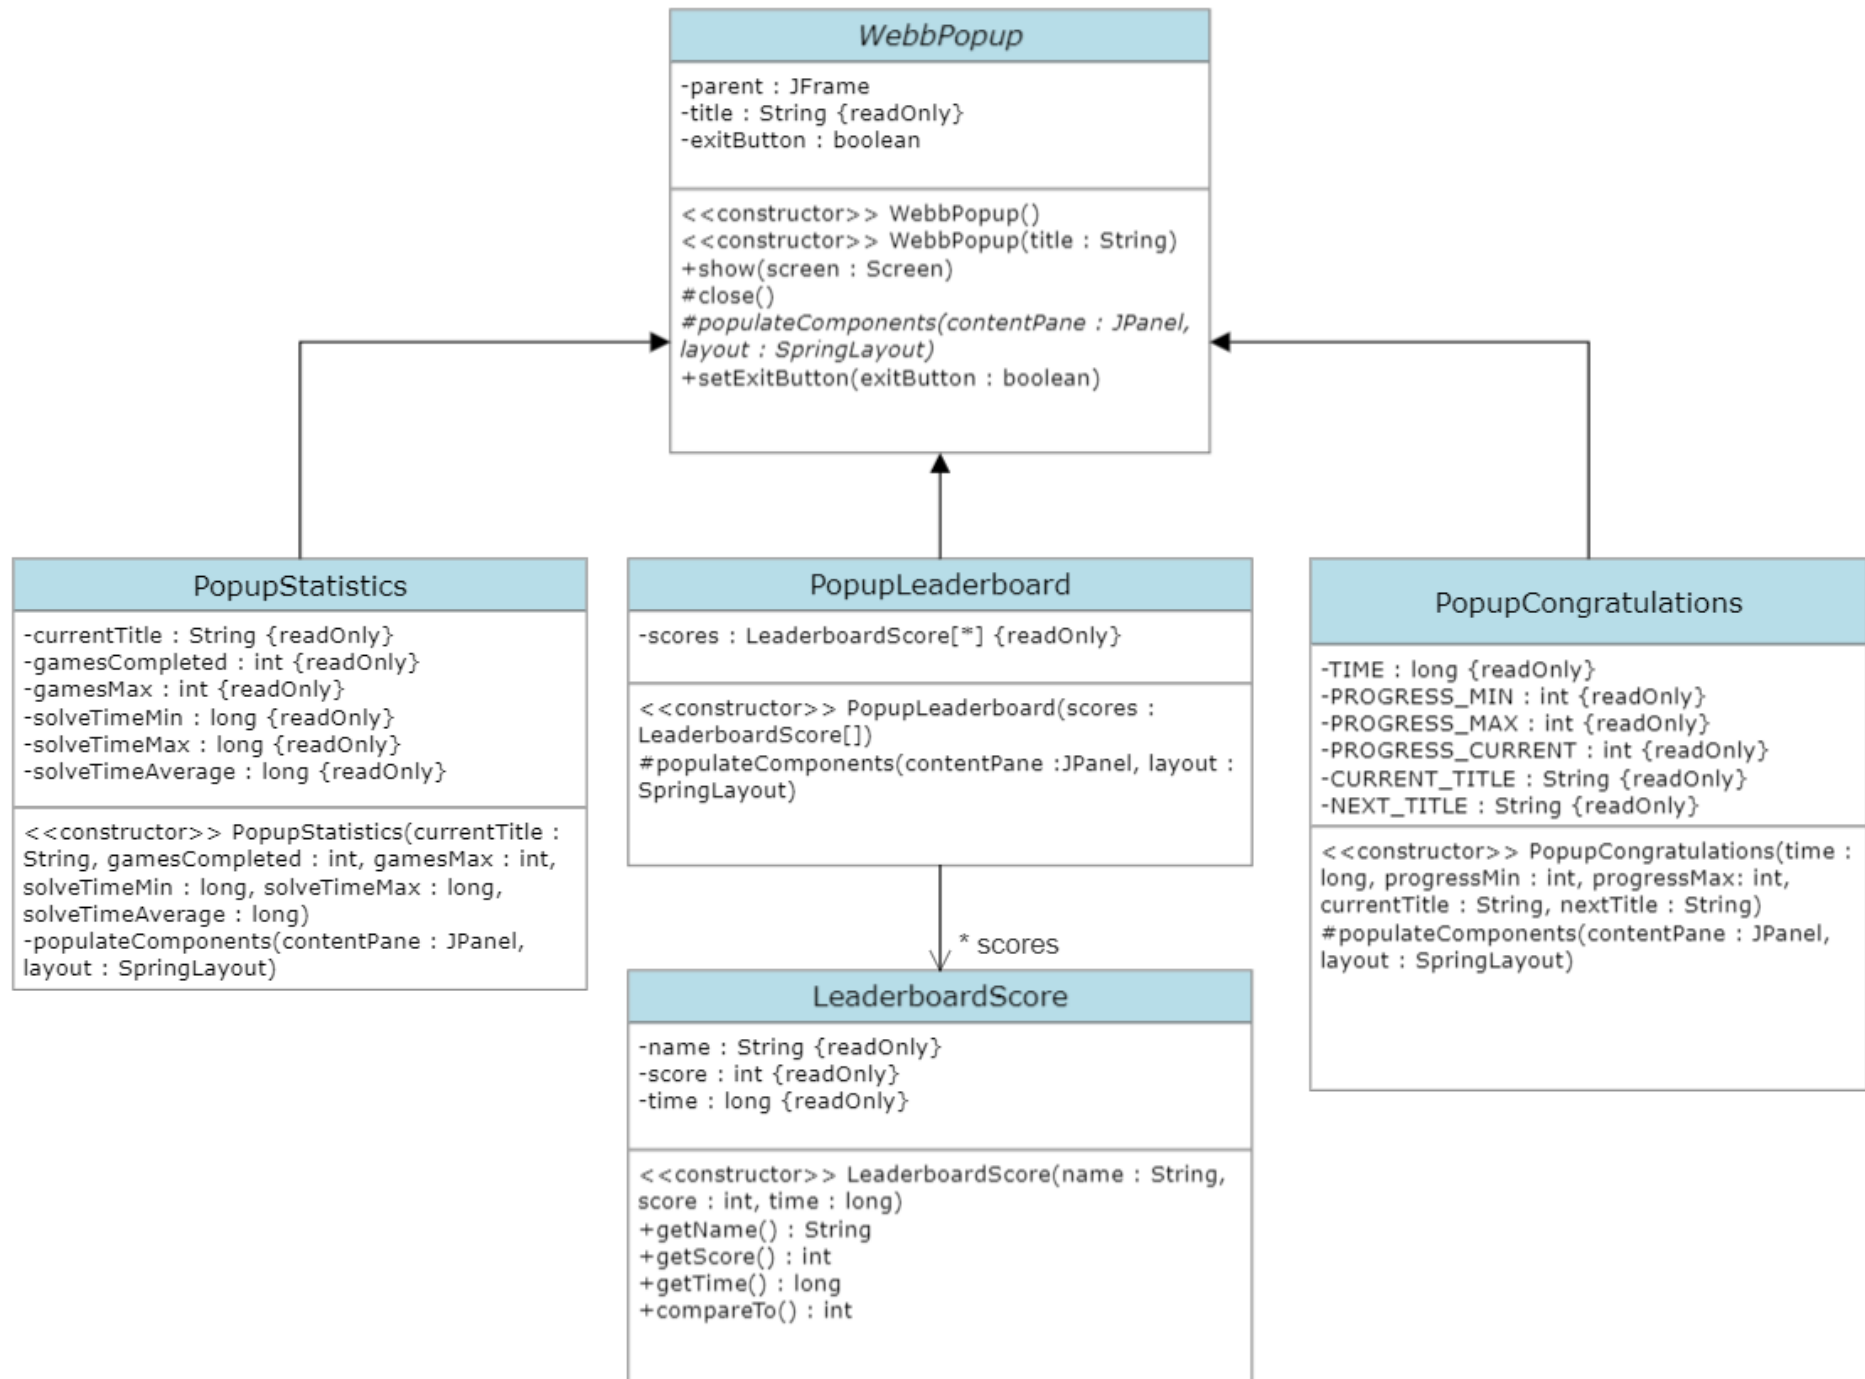 WebbPopup
-parent : JFrame
-title : String {readOnly}
-exitButton : boolean
<<constructor>> WebbPopup()
<<constructor>> WebbPopup(title : String)
+show(screen : Screen)
#close()
#populateComponents(contentPane : JPanel,
layout : SpringLayout)
+setExitButton(exitButton : boolean)
PopupStatistics
-currentTitle : String {readOnly}
-gamesCompleted : int {readOnly}
-gamesMax : int {readOnly}
-solveTimeMin : long {readOnly}
-solveTimeMax : long {readOnly}
-solveTimeAverage : long {readOnly}
<<constructor>> PopupStatistics(currentTitle :
String, gamesCompleted : int, gamesMax : int,
solveTimeMin : long, solveTimeMax : long,
solveTimeAverage : long)
-populateComponents(contentPane : JPanel,
layout : SpringLayout)
PopupLeaderboard
-scores : LeaderboardScore[*] {readOnly}
<<constructor>> PopupLeaderboard(scores :
LeaderboardScore[])
#populateComponents(contentPane :JPanel, layout :
SpringLayout)
* scores
LeaderboardScore
-name : String {readOnly}
-score : int {readOnly}
-time : long {readOnly}
<<constructor>> LeaderboardScore(name : String,
score : int, time : long)
+getName() : String
+getScore() : int
+getTime() : long
+compareTo() : int
PopupCongratulations
-TIME : long {readOnly}
-PROGRESS_MIN : int {readOnly}
-PROGRESS_MAX : int {readOnly}
-PROGRESS_CURRENT : int {readOnly}
-CURRENT_TITLE : String {readOnly}
-NEXT_TITLE : String {readOnly}
<<constructor>> PopupCongratulations(time :
long, progressMin : int, progressMax: int,
currentTitle : String, nextTitle : String)
#populateComponents(contentPane : JPanel,
layout : SpringLayout)